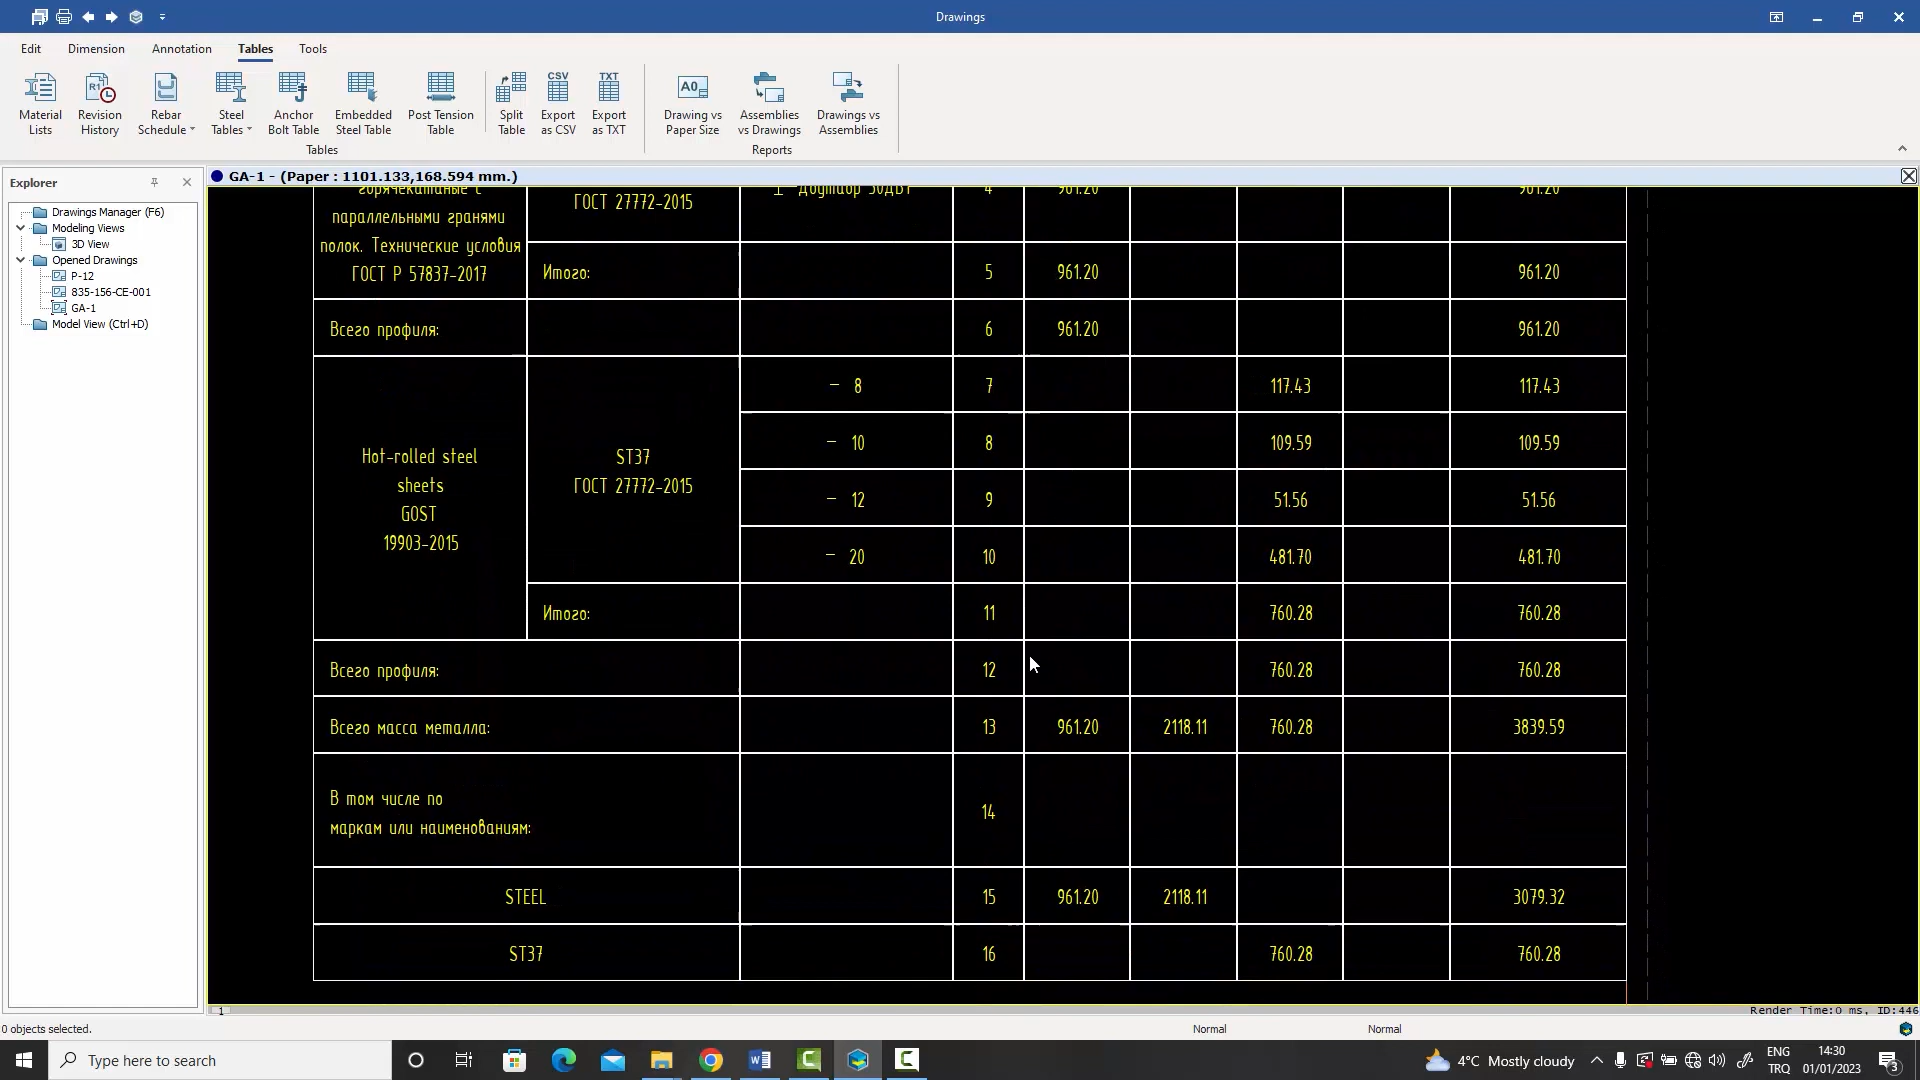 Drawings
Edit Dimension Annotation Tables Tools
Material Lists
Revision History
Rebar Schedule
Steel Tables
Anchor Bolt Table
Embedded Steel Table
Post Tension Table
Split Table
CSV
Export as CSV
TXT
Export as TXT
Tables
A0
Drawing vs Paper Size
Assemblies vs Drawings
Drawings vs Assemblies
Reports
Explorer
Drawings Manager (F6)
Modeling Views
3D View
Opened Drawings
P-12
835-156-CE-001
GA-1
Model View (Ctrl+D)
GA-1 - (Paper : 1101.133,168.594 mm.)
горячекатаные с
параллельными гранями
полок. Технические условия
ГОСТ Р 57837-2017
ГОСТ 27772-2015
4 961.20 961.20
Итого: 5 961.20 961.20
Всего профиля: 6 961.20 961.20
Hot-rolled steel
sheets
GOST
19903-2015
ST37
ГОСТ 27772-2015
– 8 7 117.43 117.43
– 10 8 109.59 109.59
– 12 9 51.56 51.56
– 20 10 481.70 481.70
Итого: 11 760.28 760.28
Всего профиля: 12 760.28 760.28
Всего масса металла: 13 961.20 2118.11 760.28 3839.59
В том числе по
маркам или наименованиям: 14
STEEL 15 961.20 2118.11 3079.32
ST37 16 760.28 760.28
1
Render Time:0 ms, ID:446
0 objects selected. Normal Normal
Type here to search
4°C Mostly cloudy
ENG
TRQ
14:30
01/01/2023
3